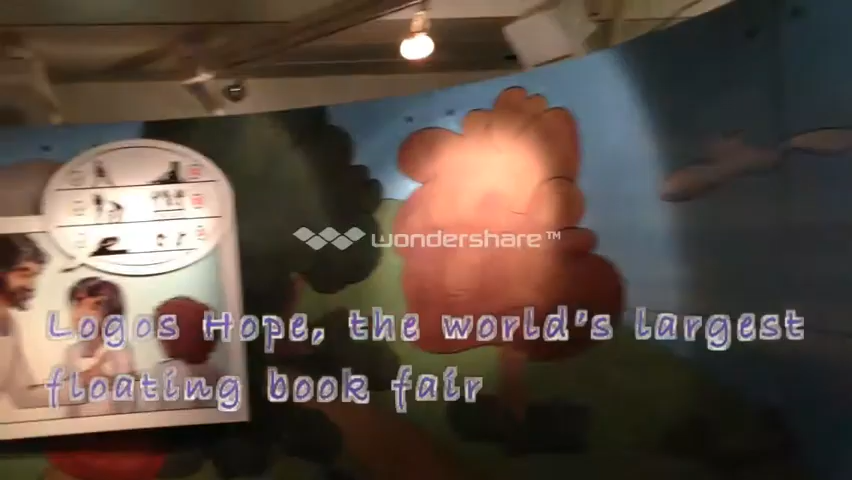 wondershare™
Logos Hope, the world's largest
floating book fair